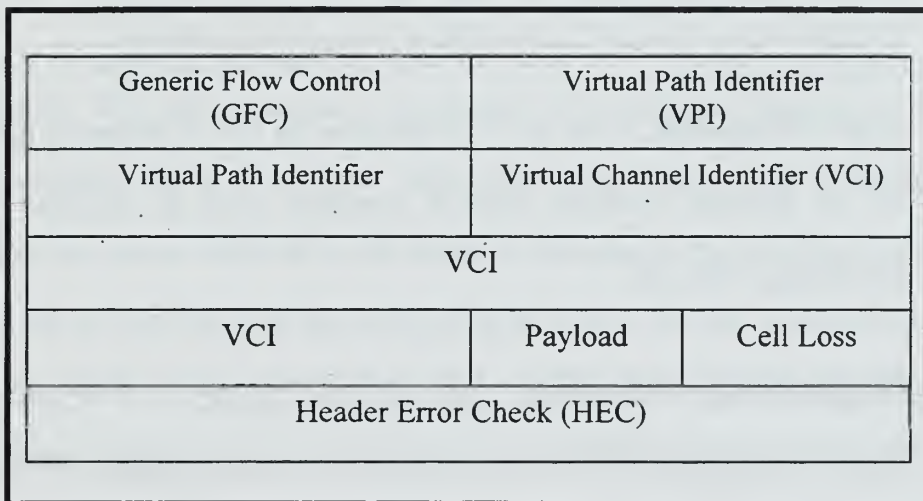 Generic Flow Control
(GFC)
Virtual Path Identifier
(VPI)
Virtual Path Identifier
Virtual Channel Identifier (VCI)
VCI
VCI
Payload
Cell Loss
Header Error Check (HEC)